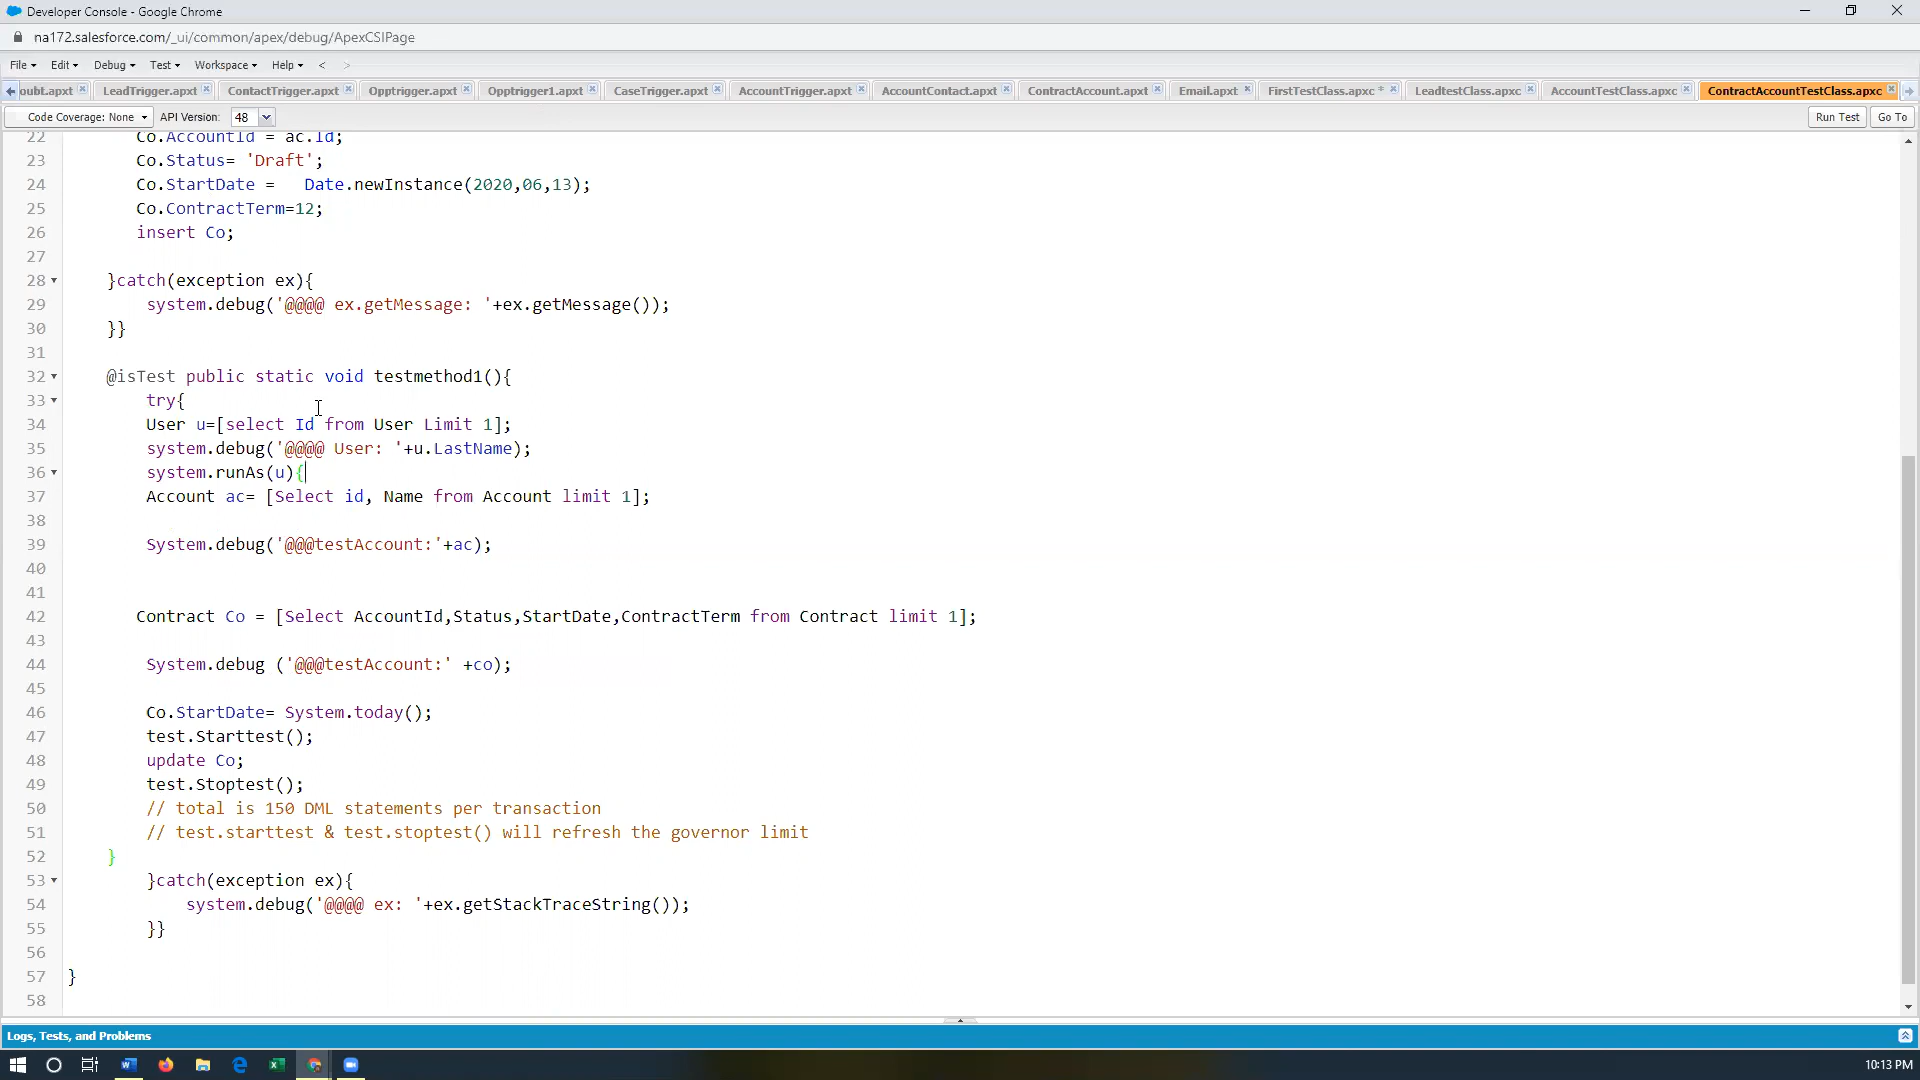 Developer Console - Google Chrome
na172.salesforce.com/_ui/common/apex/debug/ApexCSIPage
File Edit Debug Test Workspace Help < >
oubt.apxt LeadTrigger.apxt ContactTrigger.apxt Opptrigger.apxt Opptrigger1.apxt CaseTrigger.apxt AccountTrigger.apxt AccountContact.apxt ContractAccount.apxt Email.apxt FirstTestClass.apxc * LeadtestClass.apxc AccountTestClass.apxc ContractAccountTestClass.apxc
Code Coverage: None API Version: 48 Run Test Go To
22 Co.AccountId = ac.Id;
23 Co.Status= 'Draft';
24 Co.StartDate =   Date.newInstance(2020,06,13);
25 Co.ContractTerm=12;
26 insert Co;
27
28 }catch(exception ex){
29 system.debug('@@@@ ex.getMessage: '+ex.getMessage());
30 }}
31
32 @isTest public static void testmethod1(){
33 try{
34 User u=[select Id from User Limit 1];
35 system.debug('@@@@ User: '+u.LastName);
36 system.runAs(u){
37 Account ac= [Select id, Name from Account limit 1];
38
39 System.debug('@@@testAccount:'+ac);
40
41
42 Contract Co = [Select AccountId,Status,StartDate,ContractTerm from Contract limit 1];
43
44 System.debug ('@@@testAccount:' +co);
45
46 Co.StartDate= System.today();
47 test.Starttest();
48 update Co;
49 test.Stoptest();
50 // total is 150 DML statements per transaction
51 // test.starttest & test.stoptest() will refresh the governor limit
52 }
53 }catch(exception ex){
54 system.debug('@@@@ ex: '+ex.getStackTraceString());
55 }}
56
57 }
58
Logs, Tests, and Problems
10:13 PM